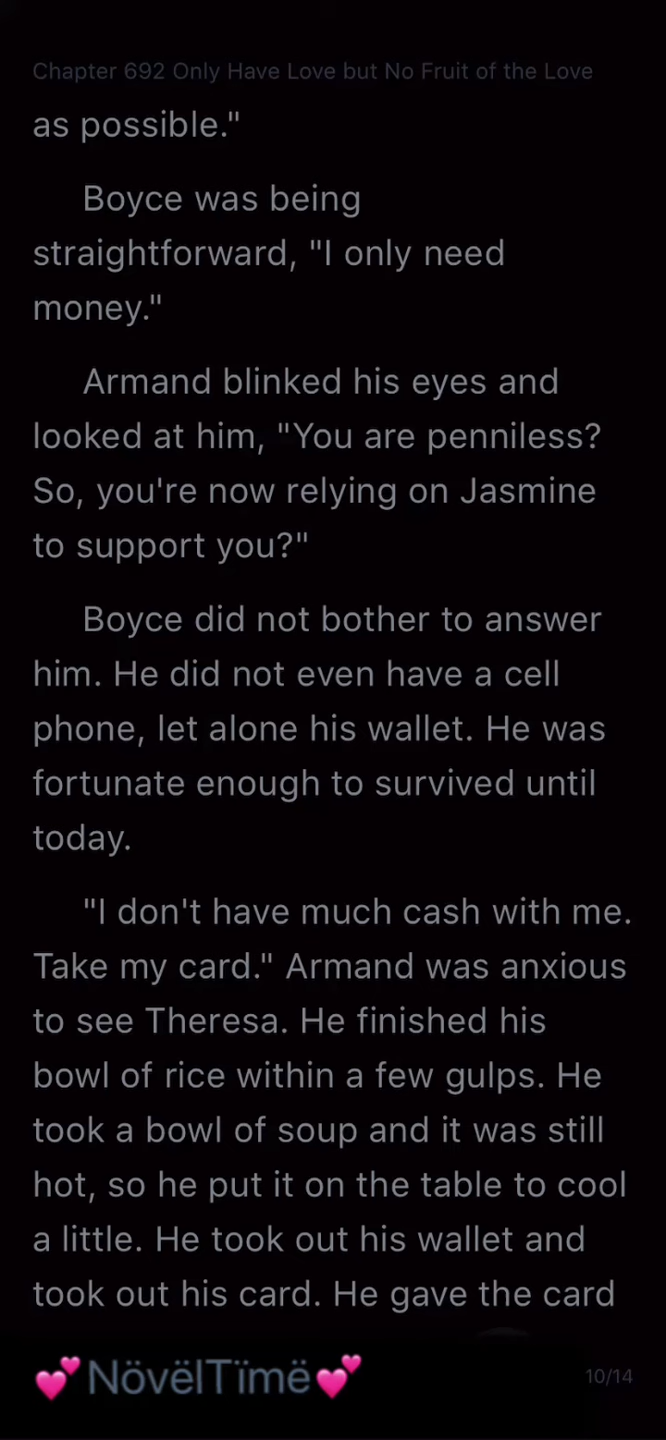 Chapter 692 Only Have Love but No Fruit of the Love
as possible."
Boyce was being
straightforward, "I only need
money."
Armand blinked his eyes and
looked at him, "You are penniless?
So, you're now relying on Jasmine
to support you?"
Boyce did not bother to answer
him. He did not even have a cell
phone, let alone his wallet. He was
fortunate enough to survived until
today.
"I don't have much cash with me.
Take my card." Armand was anxious
to see Theresa. He finished his
bowl of rice within a few gulps. He
took a bowl of soup and it was still
hot, so he put it on the table to cool
a little. He took out his wallet and
took out his card. He gave the card
💕NövëlTïmë💕
10/14